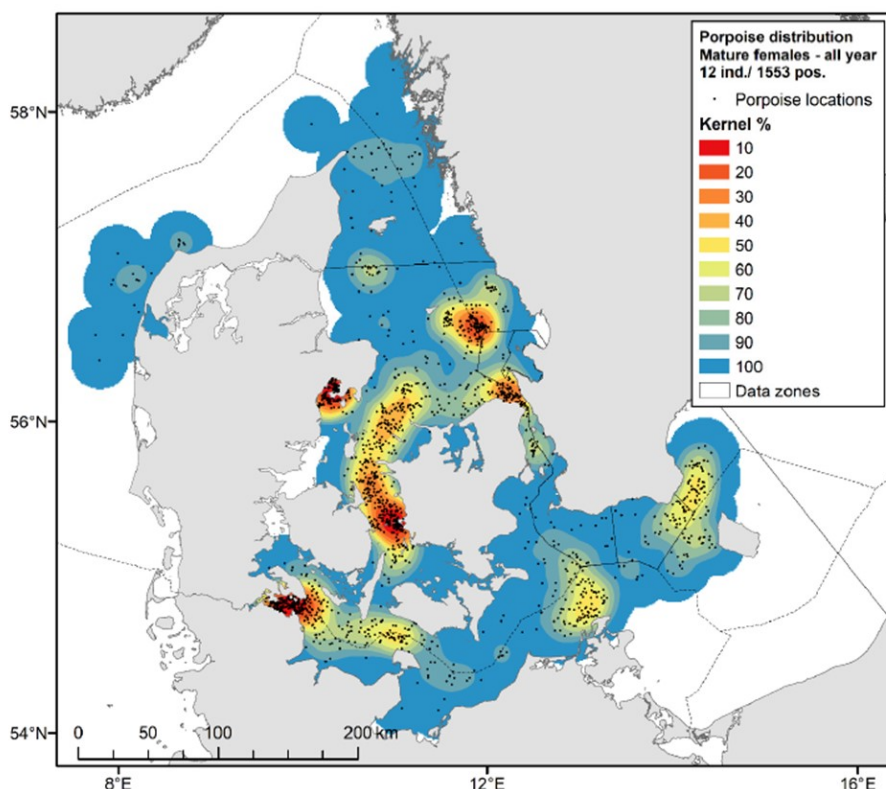 Porpoise distribution
Mature females - all year
12 ind./ 1553 pos.
Porpoise locations
Kernel %
10
20
30
40
50
60
70
80
90
100
Data zones
58°N
56°N
54°N
0 50 100 200 km
8°E 12°E 16°E